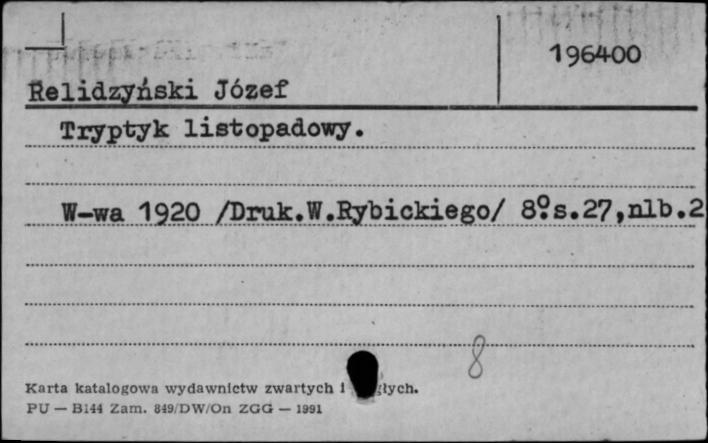 196400
Relidzyński Józef
Tryptyk listopadowy.
W-wa 1920 /Druk.W.Rybickiego/ 8º.s.27,nlb.2
8
Karta katalogowa wydawnictw zwartych i
PU — B144 Zam. 849/DW/On ZGG — 1991